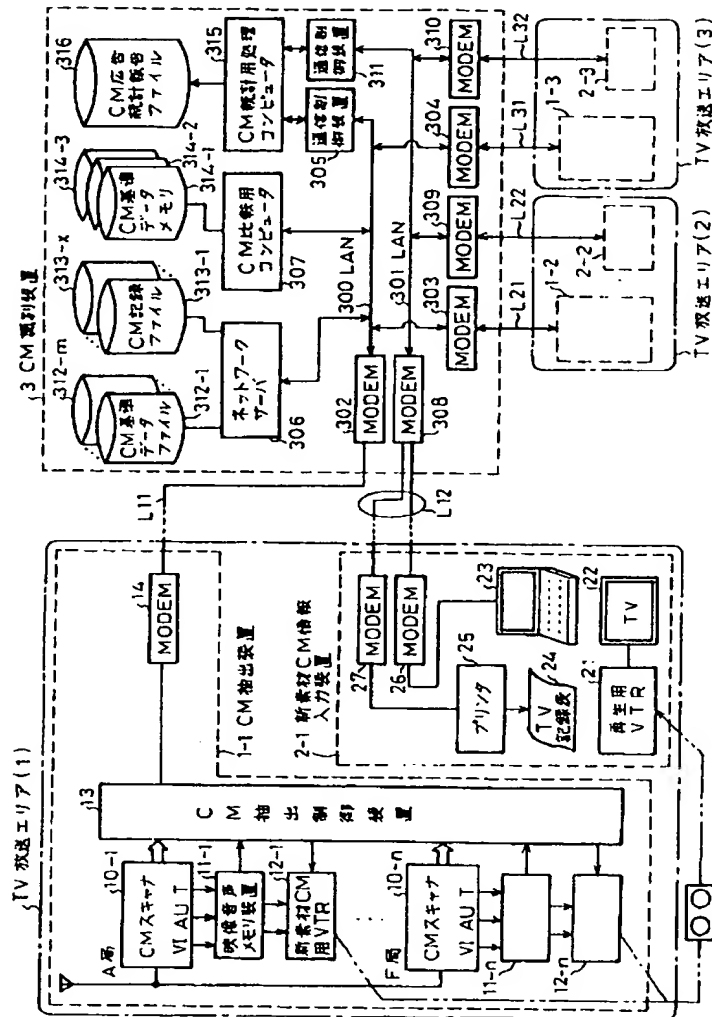 TV放送エリア(1)
A局
10-1
CMスキャナ
VI AU T
11-1
映像音声
メモリ装置
12-1
新素材CM
用VTR
F局
10-n
CMスキャナ
VI AU T
11-n
12-n
13
CM抽出制御装置
14
MODEM
1-1 CM抽出装置
2-1 新素材CM情報
入力装置
27
MODEM
26
MODEM
25
プリンタ
24
TV
記録表
23
22
TV
21
再生用
VTR
L11
L12
3 CM識別装置
312-m
CM基準
データ
ファイル
312-1
313-x
CM記録
ファイル
313-1
314-3
314-2
314-1
CM基準
データ
メモリ
316
CM広告
統計報告
ファイル
ネットワーク
サーバ
306
CM比較用
コンピュータ
307
315
CM統計用処理
コンピュータ
305
通信制
御装置
通信制
御装置
311
300 LAN
301 LAN
302
MODEM
MODEM
308
303
MODEM
309
MODEM
304
MODEM
310
MODEM
L21
L22
L31
L32
1-2
2-2
TV放送エリア(2)
1-3
2-3
TV放送エリア(3)